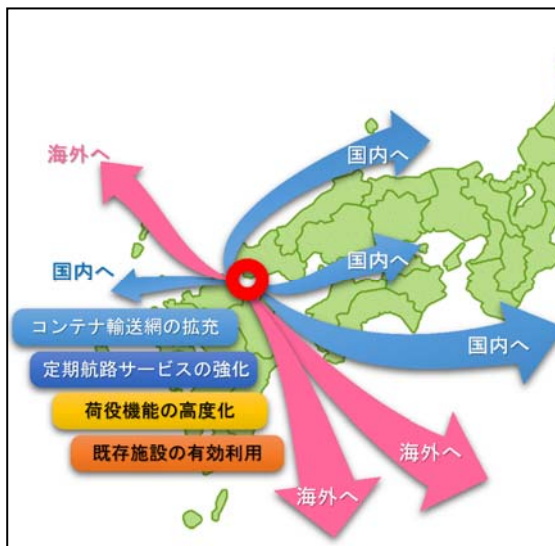 国内へ
海外へ
国内へ
国内へ
コンテナ輸送網の拡充
国内へ
定期航路サービスの強化
荷役機能の高度化
既存施設の有効利用
海外へ
海外へ